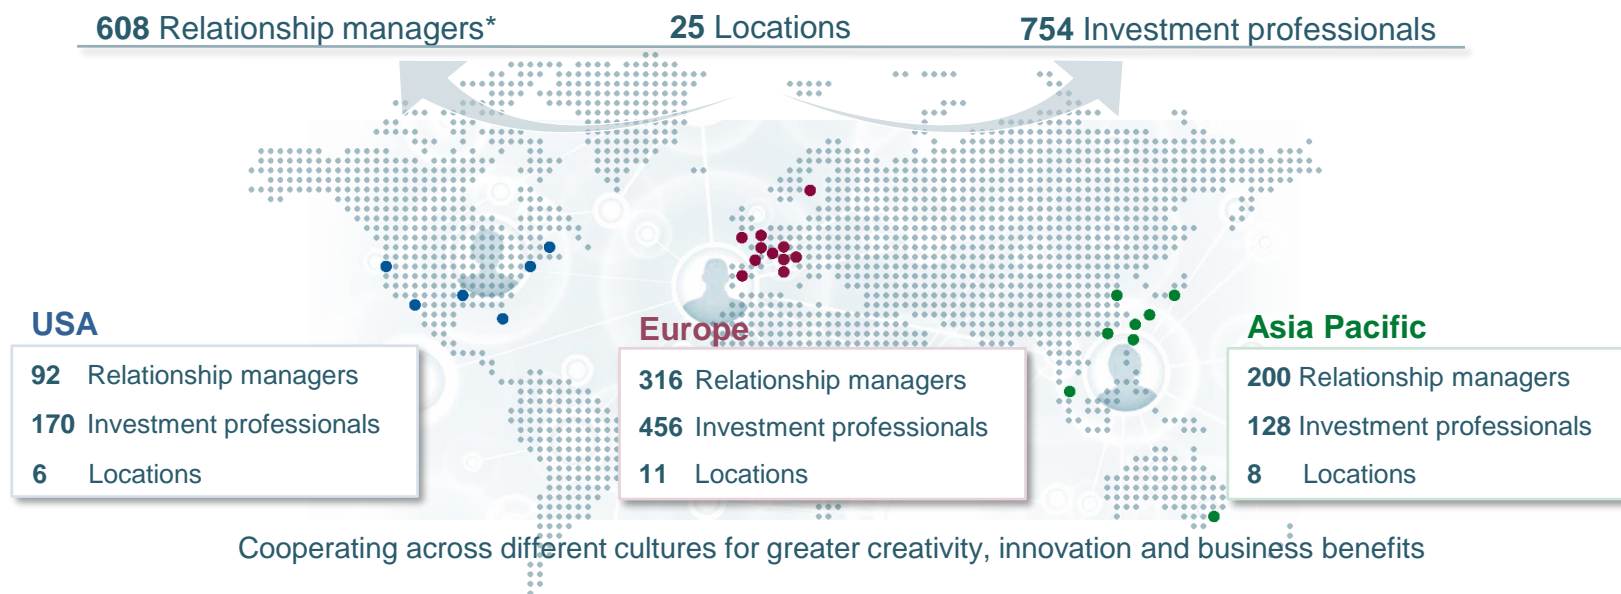 608 Relationship managers* 25 Locations 754 Investment professionals
USA
92 Relationship managers
170 Investment professionals
6 Locations
Europe
316 Relationship managers
456 Investment professionals
11 Locations
Asia Pacific
200 Relationship managers
128 Investment professionals
8 Locations
Cooperating across different cultures for greater creativity, innovation and business benefits